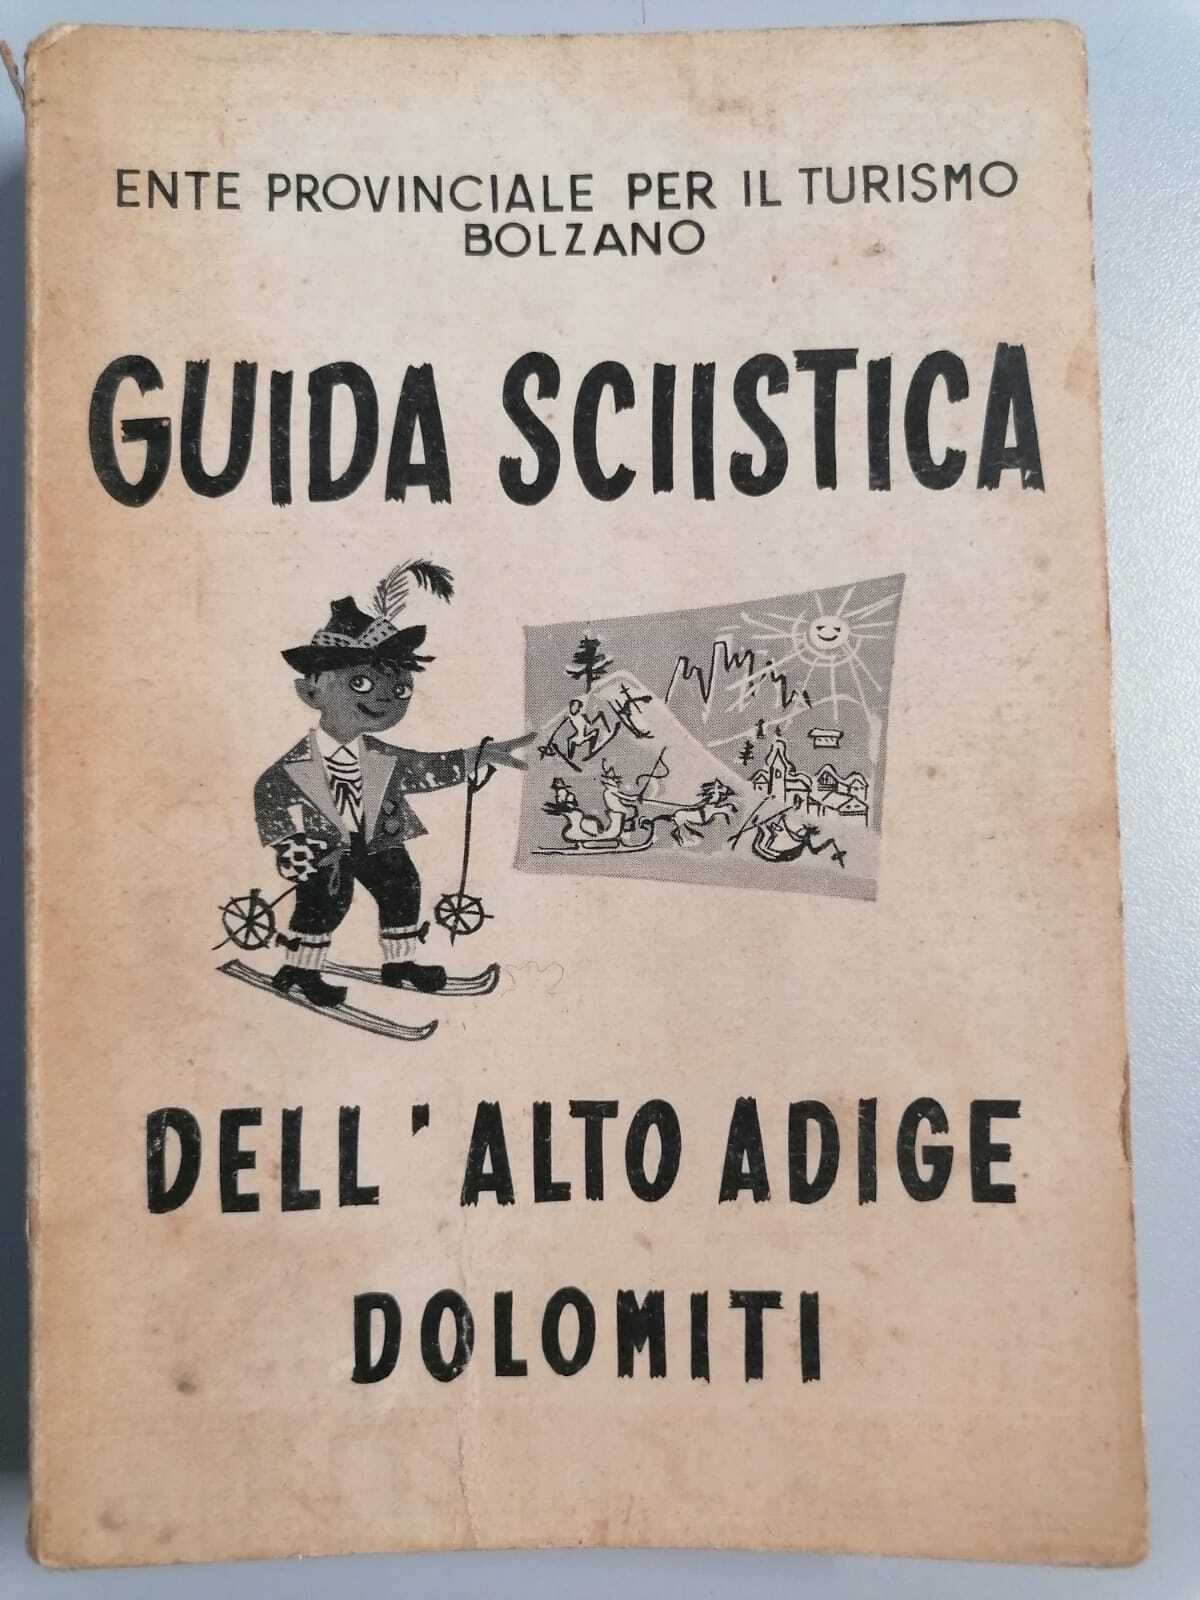 ENTE PROVINCIALE PER IL TURISMO
BOLZANO
GUIDA SCIISTICA
DELL'ALTO ADIGE
DOLOMITI